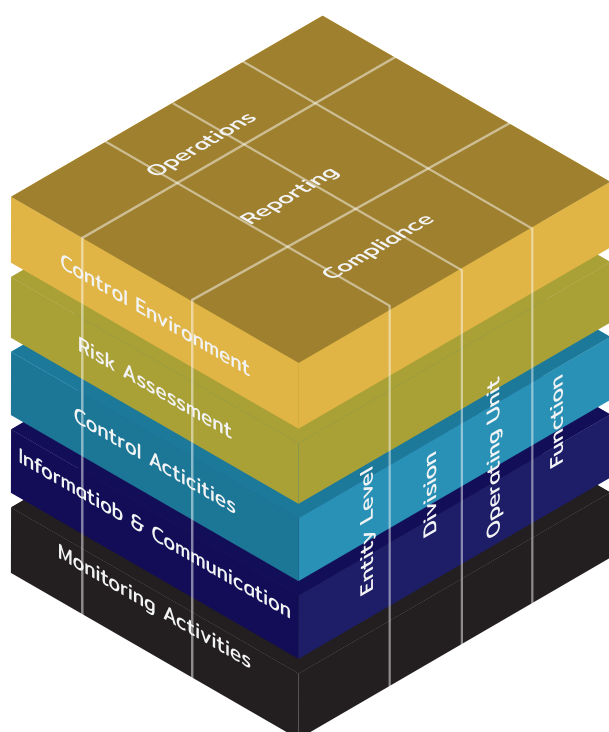 Operations
Reporting
Compliance
Control Environment
Risk Assessment
Control Acticities
Informatiob & Communication
Monitoring Activities
Entity Level
Division
Operating Unit
Function